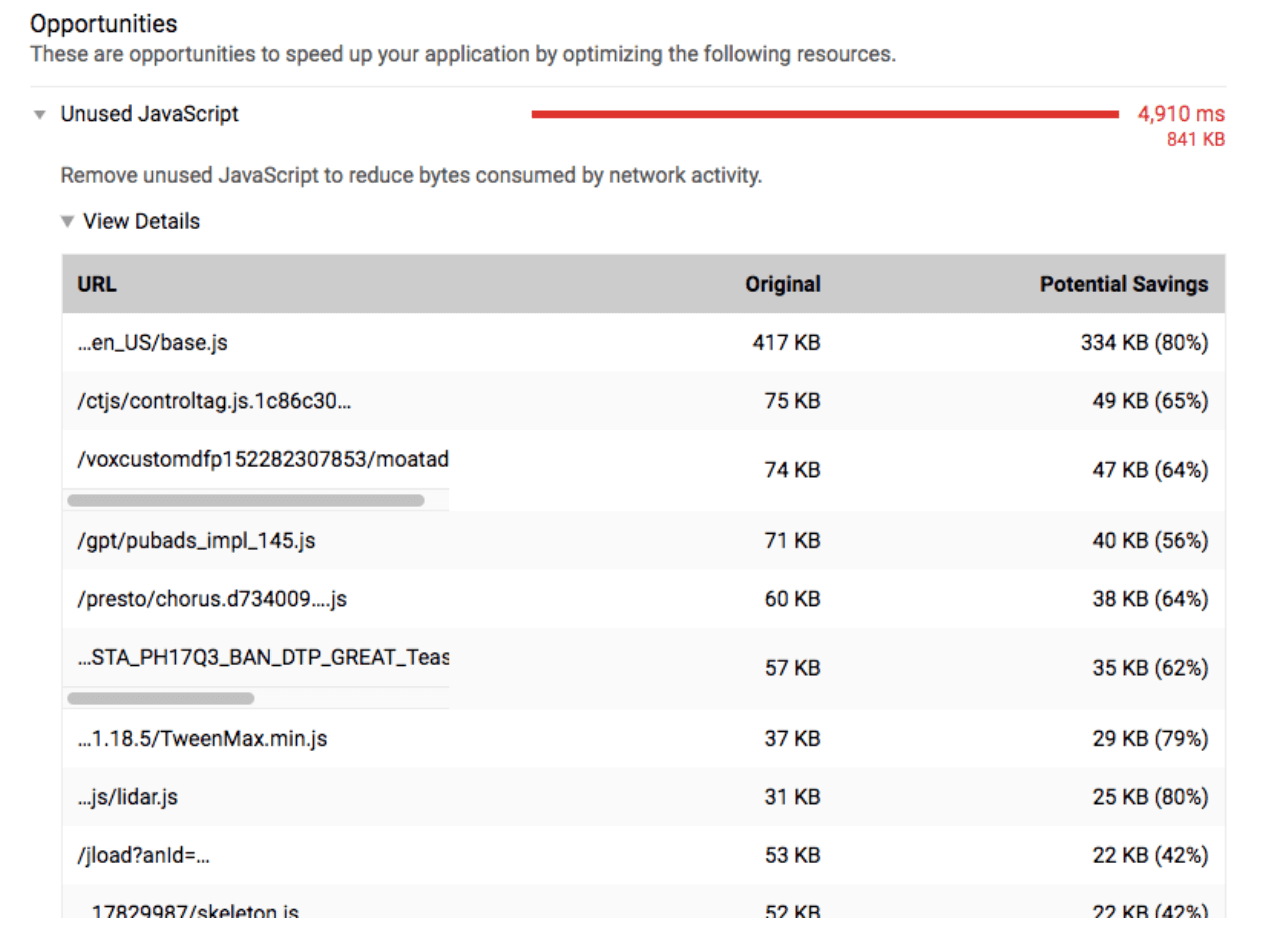 Opportunities
These are opportunities to speed up your application by optimizing the following resources.
Unused JavaScript 4,910 ms
841 KB
Remove unused JavaScript to reduce bytes consumed by network activity.
View Details
URL Original Potential Savings
...en_US/base.js 417 KB 334 KB (80%)
/ctjs/controltag.js.1c86c30... 75 KB 49 KB (65%)
/voxcustomdfp152282307853/moatad 74 KB 47 KB (64%)
/gpt/pubads_impl_145.js 71 KB 40 KB (56%)
/presto/chorus.d734009....js 60 KB 38 KB (64%)
...STA_PH17Q3_BAN_DTP_GREAT_Teas 57 KB 35 KB (62%)
...1.18.5/TweenMax.min.js 37 KB 29 KB (79%)
...js/lidar.js 31 KB 25 KB (80%)
/jload?anId=... 53 KB 22 KB (42%)
...17829987/skeleton.js 52 KB 22 KB (42%)